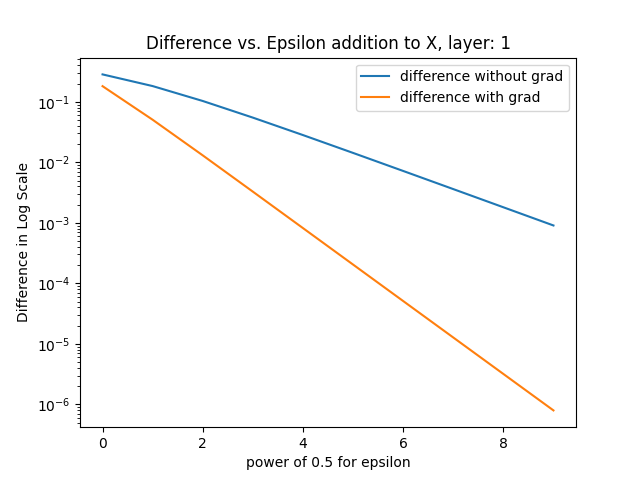 Difference vs. Epsilon addition to X, layer: 1
difference without grad
difference with grad
Difference in Log Scale
10⁻¹
10⁻²
10⁻³
10⁻⁴
10⁻⁵
10⁻⁶
0 2 4 6 8
power of 0.5 for epsilon